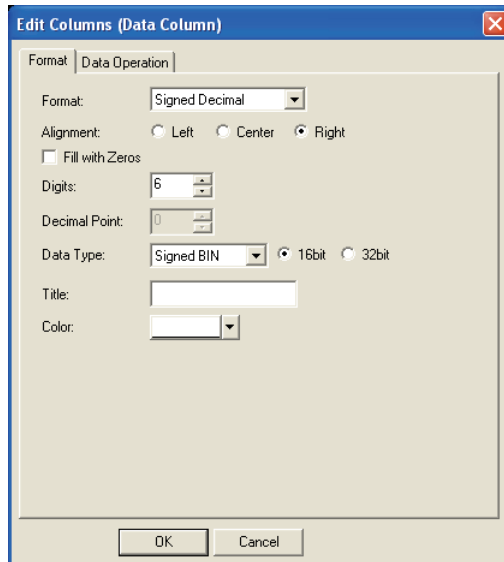 Edit Columns (Data Column)
Format Data Operation
Format: Signed Decimal
Alignment: Left Center Right
Fill with Zeros
Digits: 6
Decimal Point: 0
Data Type: Signed BIN 16bit 32bit
Title:
Color:
OK Cancel